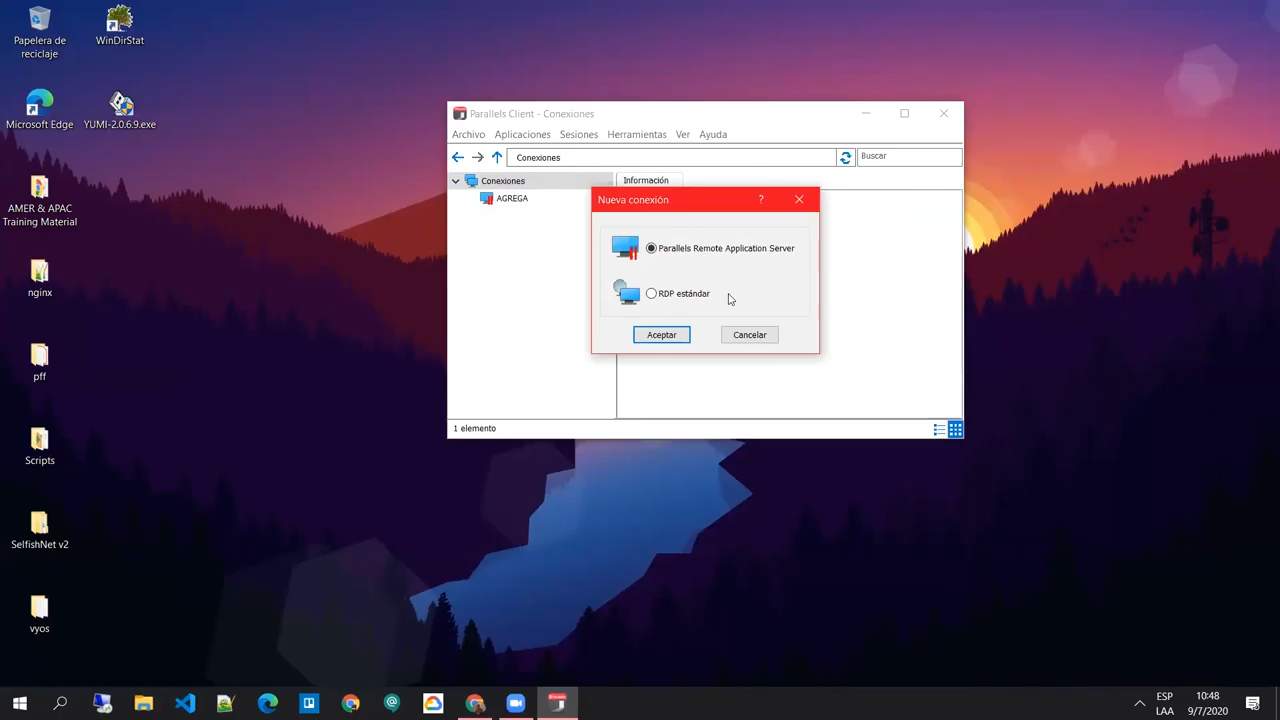 Papelera de
reciclaje
WinDirStat
Microsoft Edge
YUMI-2.0.6.9.exe
AMER & APAC
Training Material
nginx
pff
Scripts
SelfishNet v2
vyos
Parallels Client - Conexiones
Archivo Aplicaciones Sesiones Herramientas Ver Ayuda
Conexiones
Buscar
Conexiones
AGREGA
Información
Nueva conexión
?
Parallels Remote Application Server
RDP estándar
Aceptar
Cancelar
1 elemento
ESP
LAA
10:48
9/7/2020